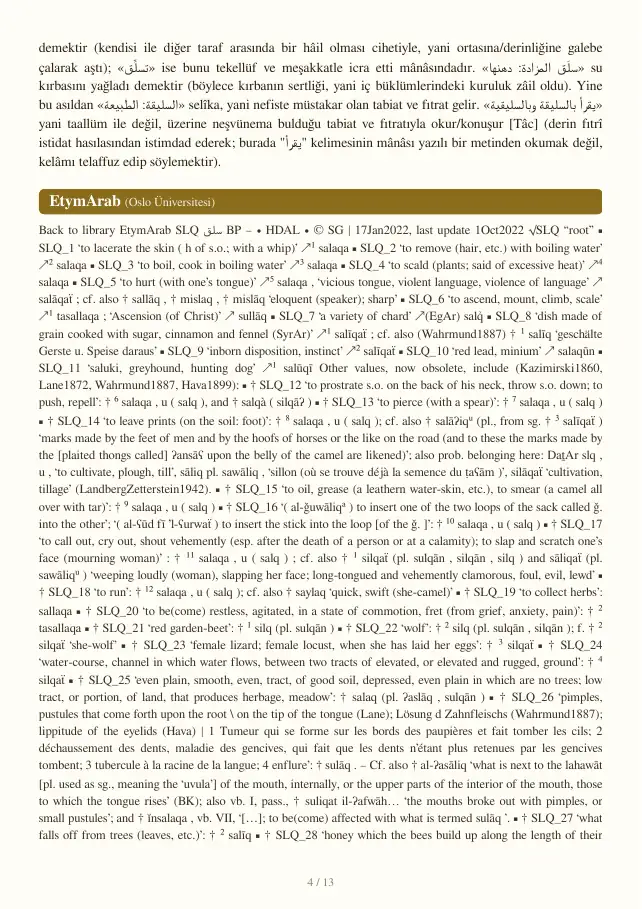 demektir (kendisi ile diğer taraf arasında bir hâil olması cihetiyle, yani ortasına/derinliğine galebe
çalarak aştı); «تسلّق» ise bunu tekellüf ve meşakkatle icra etti mânâsındadır. «سلَق المزادة: دهنها» su
kırbasını yağladı demektir (böylece kırbanın sertliği, yani iç büklümlerindeki kuruluk zâil oldu). Yine
bu asıldan «السليقة: الطبيعة» selîka, yani nefiste müstakar olan tabiat ve fıtrat gelir. «يقرأ بالسليقة وبالسليقية»
yani taallüm ile değil, üzerine neşvünema bulduğu tabiat ve fıtratıyla okur/konuşur [Tâc] (derin fıtrî
istidat hasılasından istimdad ederek; burada "يقرأ" kelimesinin mânâsı yazılı bir metinden okumak değil,
kelâmı telaffuz edip söylemektir).
EtymArab (Oslo Üniversitesi)
Back to library EtymArab SLQ سلق BP – • HDAL • © SG | 17Jan2022, last update 1Oct2022 √SLQ “root” ▪
SLQ_1 ‘to lacerate the skin ( h of s.o.; with a whip)’ ↗¹ salaqa ▪ SLQ_2 ‘to remove (hair, etc.) with boiling water’
↗² salaqa ▪ SLQ_3 ‘to boil, cook in boiling water’ ↗³ salaqa ▪ SLQ_4 ‘to scald (plants; said of excessive heat)’ ↗⁴
salaqa ▪ SLQ_5 ‘to hurt (with one’s tongue)’ ↗⁵ salaqa , ‘vicious tongue, violent language, violence of language’ ↗
salāqaẗ ; cf. also † sallāq , † mislaq , † mislāq ‘eloquent (speaker); sharp’ ▪ SLQ_6 ‘to ascend, mount, climb, scale’
↗¹ tasallaqa ; ‘Ascension (of Christ)’ ↗ sullāq ▪ SLQ_7 ‘a variety of chard’ ↗(EgAr) salq ▪ SLQ_8 ‘dish made of
grain cooked with sugar, cinnamon and fennel (SyrAr)’ ↗¹ salīqaẗ ; cf. also (Wahrmund1887) † ¹ salīq ‘geschälte
Gerste u. Speise daraus’ ▪ SLQ_9 ‘inborn disposition, instinct’ ↗² salīqaẗ ▪ SLQ_10 ‘red lead, minium’ ↗ salaqūn ▪
SLQ_11 ‘saluki, greyhound, hunting dog’ ↗¹ salūqī Other values, now obsolete, include (Kazimirski1860,
Lane1872, Wahrmund1887, Hava1899): ▪ † SLQ_12 ‘to prostrate s.o. on the back of his neck, throw s.o. down; to
push, repell’: † ⁶ salaqa , u ( salq ), and † salqà ( silqāʔ ) ▪ † SLQ_13 ‘to pierce (with a spear)’: † ⁷ salaqa , u ( salq )
▪ † SLQ_14 ‘to leave prints (on the soil: foot)’: † ⁸ salaqa , u ( salq ); cf. also † salāʔiqᵘ (pl., from sg. † ³ salīqaẗ )
‘marks made by the feet of men and by the hoofs of horses or the like on the road (and to these the marks made by
the [plaited thongs called] ʔansāʕ upon the belly of the camel are likened)’; also prob. belonging here: Daṯar slq ,
u , ‘to cultivate, plough, till’, sāliq pl. sawāliq , ‘sillon (où se trouve déjà la semence du ṭaʕām )’, silāqaẗ ‘cultivation,
tillage’ (LandbergZetterstein1942). ▪ † SLQ_15 ‘to oil, grease (a leathern water-skin, etc.), to smear (a camel all
over with tar)’: † ⁹ salaqa , u ( salq ) ▪ † SLQ_16 ‘( al-ǧuwāliqᵃ ) to insert one of the two loops of the sack called ǧ.
into the other’; ‘( al-ʕūd fī ’l-ʕurwaẗ ) to insert the stick into the loop [of the ǧ. ]’: † ¹⁰ salaqa , u ( salq ) ▪ † SLQ_17
‘to call out, cry out, shout vehemently (esp. after the death of a person or at a calamity); to slap and scratch one’s
face (mourning woman)’ : † ¹¹ salaqa , u ( salq ) ; cf. also † ¹ silqaẗ (pl. sulqān , silqān , silq ) and sāliqaẗ (pl.
sawāliqᵘ ) ‘weeping loudly (woman), slapping her face; long-tongued and vehemently clamorous, foul, evil, lewd’ ▪
† SLQ_18 ‘to run’: † ¹² salaqa , u ( salq ); cf. also † saylaq ‘quick, swift (she-camel)’ ▪ † SLQ_19 ‘to collect herbs’:
sallaqa ▪ † SLQ_20 ‘to be(come) restless, agitated, in a state of commotion, fret (from grief, anxiety, pain)’: † ²
tasallaqa ▪ † SLQ_21 ‘red garden-beet’: † ¹ silq (pl. sulqān ) ▪ † SLQ_22 ‘wolf’: † ² silq (pl. sulqān , silqān ); f. † ²
silqaẗ ‘she-wolf’ ▪ † SLQ_23 ‘female lizard; female locust, when she has laid her eggs’: † ³ silqaẗ ▪ † SLQ_24
‘water-course, channel in which water flows, between two tracts of elevated, or elevated and rugged, ground’: † ⁴
silqaẗ ▪ † SLQ_25 ‘even plain, smooth, even, tract, of good soil, depressed, even plain in which are no trees; low
tract, or portion, of land, that produces herbage, meadow’: † salaq (pl. ʔaslāq , sulqān ) ▪ † SLQ_26 ‘pimples,
pustules that come forth upon the root \ on the tip of the tongue (Lane); Lösung d Zahnfleischs (Wahrmund1887);
lippitude of the eyelids (Hava) | 1 Tumeur qui se forme sur les bords des paupières et fait tomber les cils; 2
déchaussement des dents, maladie des gencives, qui fait que les dents n’étant plus retenues par les gencives
tombent; 3 tubercule à la racine de la langue; 4 enflure’: † sulāq . – Cf. also † al-ʔasāliq ‘what is next to the lahawāt
[pl. used as sg., meaning the ‘uvula’] of the mouth, internally, or the upper parts of the interior of the mouth, those
to which the tongue rises’ (BK); also vb. I, pass., † suliqat il-ʔafwāh… ‘the mouths broke out with pimples, or
small pustules’; and † ĭnsalaqa , vb. VII, ‘[…]; to be(come) affected with what is termed sulāq ’. ▪ † SLQ_27 ‘what
falls off from trees (leaves, etc.)’: † ² salīq ▪ † SLQ_28 ‘honey which the bees build up along the length of their
4 / 13